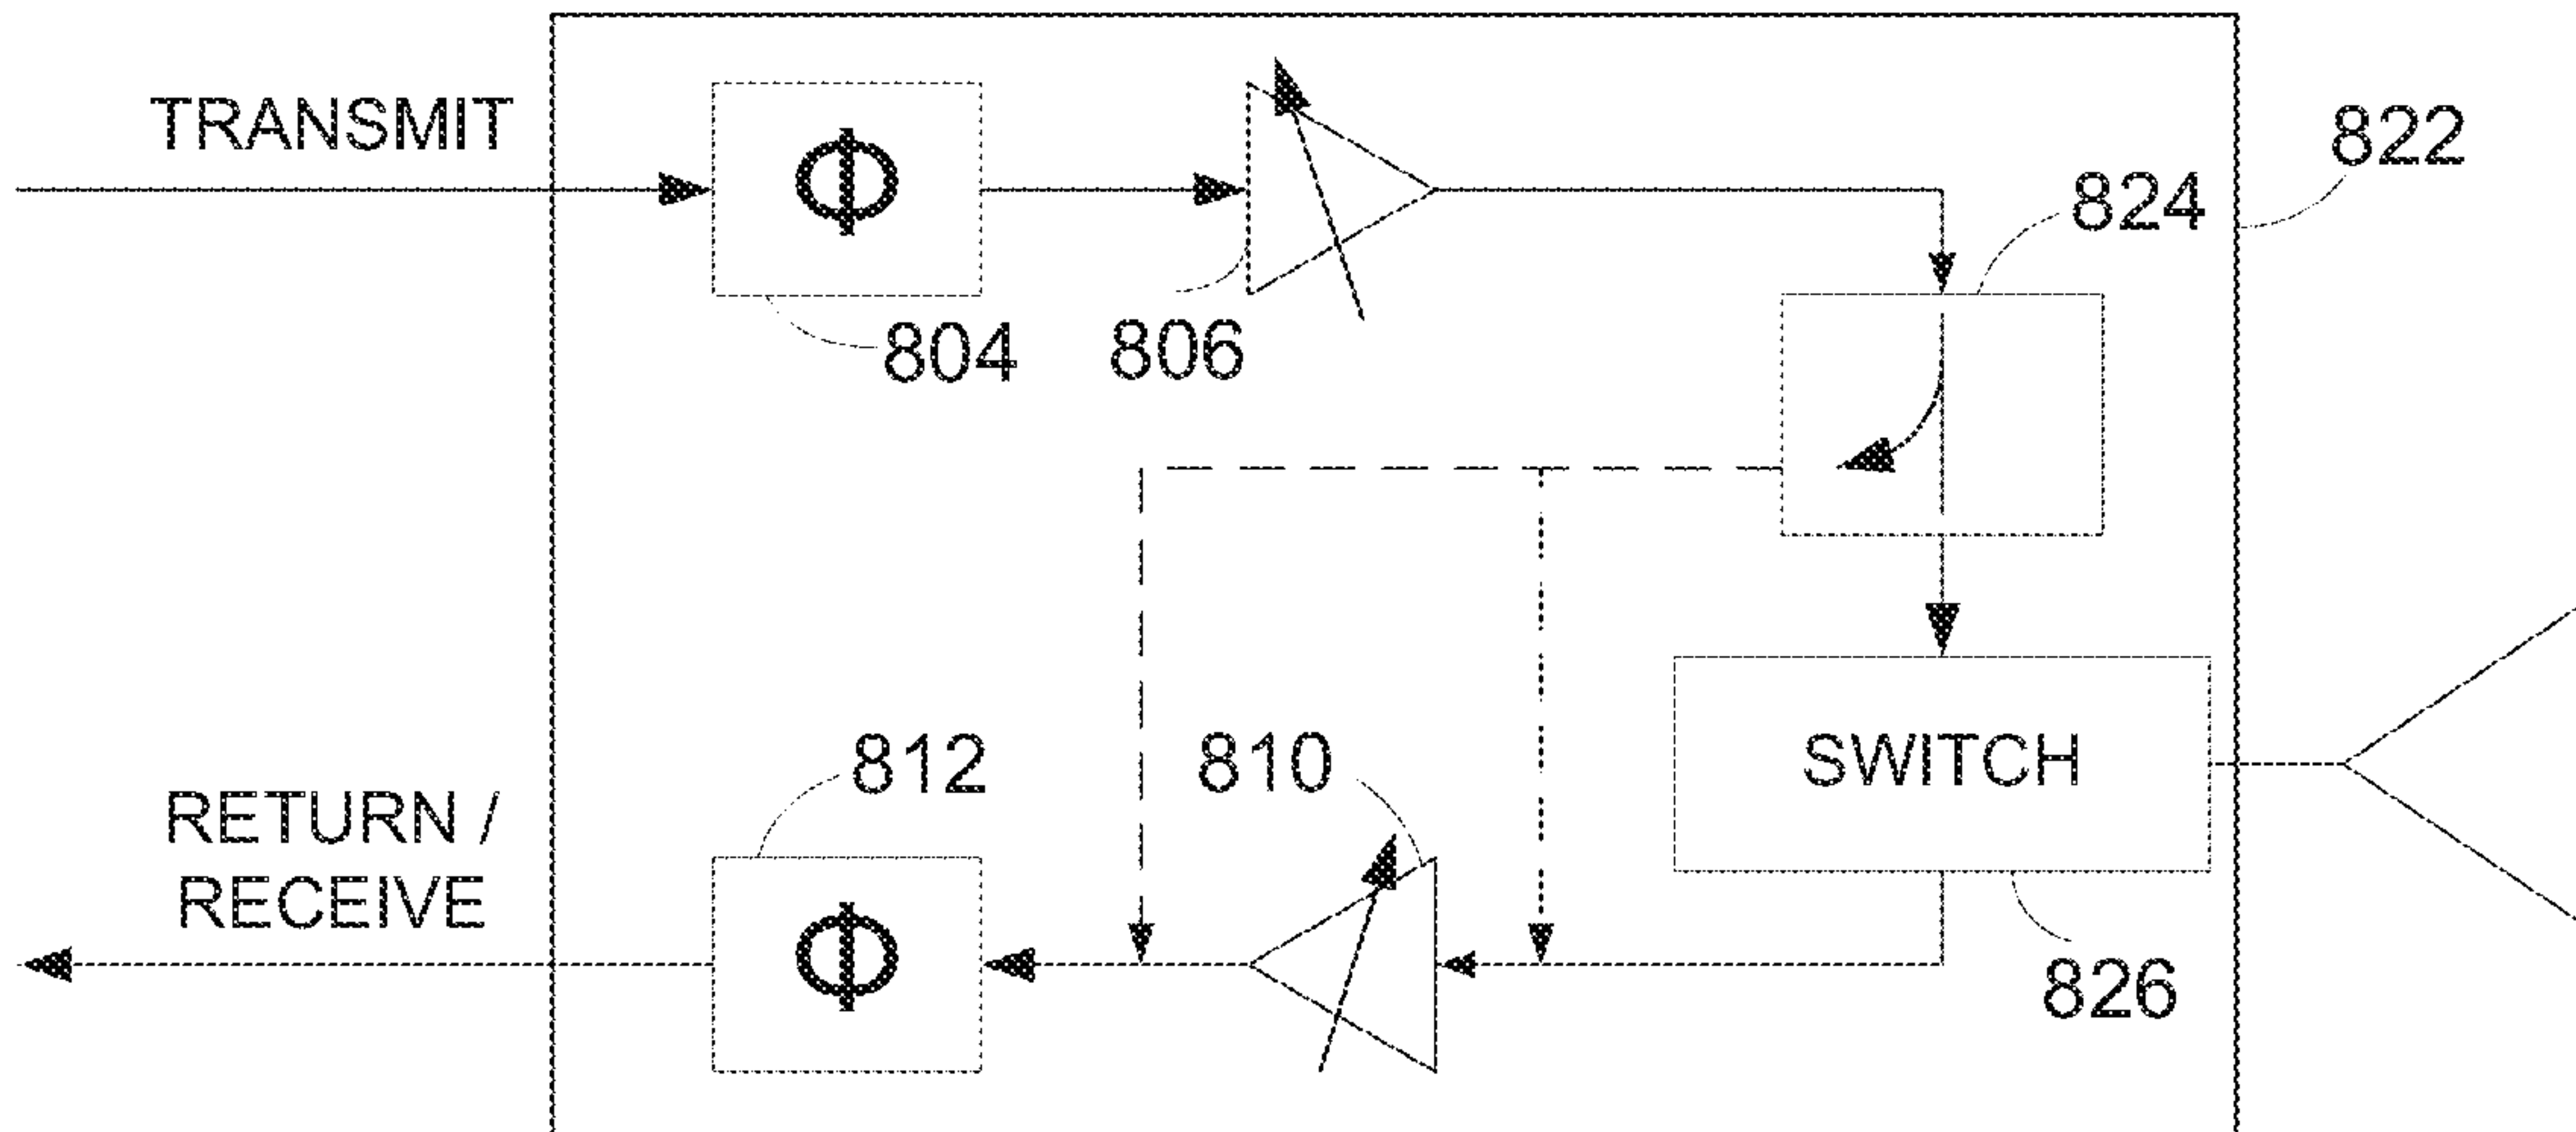 TRANSMIT
Φ
822
824
804
806
812
810
SWITCH
RETURN /
RECEIVE
Φ
826